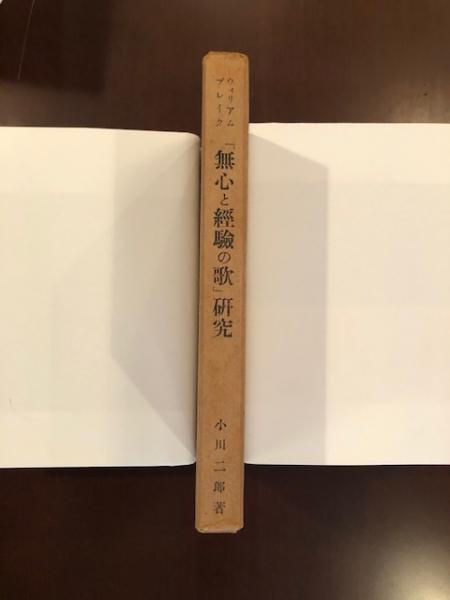 ウィリアム
ブレイク
「無心と經驗の歌」硏究
小川二郎著